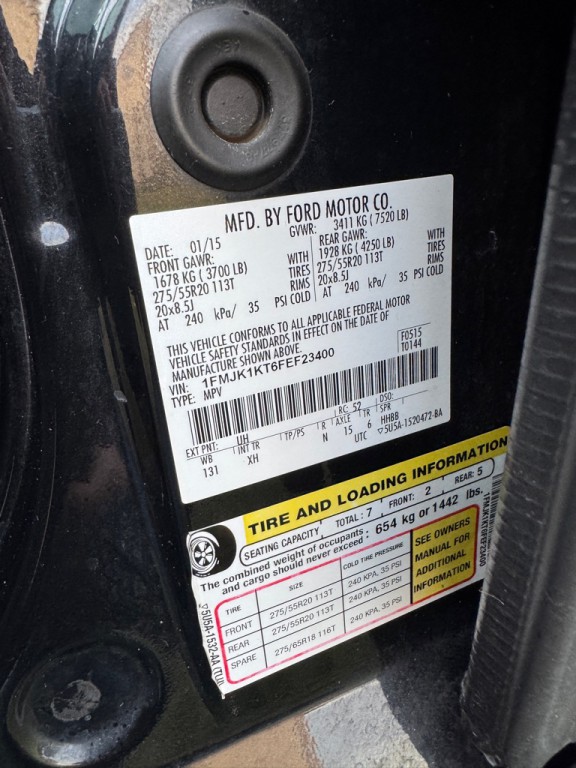 MFD. BY FORD MOTOR CO.
DATE: 01/15 GVWR: 3411 KG ( 7520 LB)
FRONT GAWR: REAR GAWR:
1678 KG ( 3700 LB) WITH 1928 KG ( 4250 LB) WITH
275/55R20 113T TIRES 275/55R20 113T TIRES
20x8.5J RIMS 20x8.5J RIMS
AT 240 kPa/ 35 PSI COLD AT 240 kPa/ 35 PSI COLD
THIS VEHICLE CONFORMS TO ALL APPLICABLE FEDERAL MOTOR
VEHICLE SAFETY STANDARDS IN EFFECT ON THE DATE OF
MANUFACTURE SHOWN ABOVE.
VIN: 1FMJK1KT6FEF23400 F0515
TYPE: MPV T0144
EXT PNT: UH RC: 52 DSO:
WB INT TR TP/PS R AXLE TR SPR
131 XH N 15 6 HHBB
UTC ▽5U5A-1520472-BA
TIRE AND LOADING INFORMATION
SEATING CAPACITY TOTAL: 7 FRONT: 2 REAR: 5
The combined weight of occupants
and cargo should never exceed: 654 kg or 1442 lbs.
TIRE SIZE COLD TIRE PRESSURE
FRONT 275/55R20 113T 240 KPA, 35 PSI
REAR 275/55R20 113T 240 KPA, 35 PSI
SPARE 275/65R18 116T 240 KPA, 35 PSI
SEE OWNERS
MANUAL FOR
ADDITIONAL
INFORMATION
1FMJK1KT6FEF23400